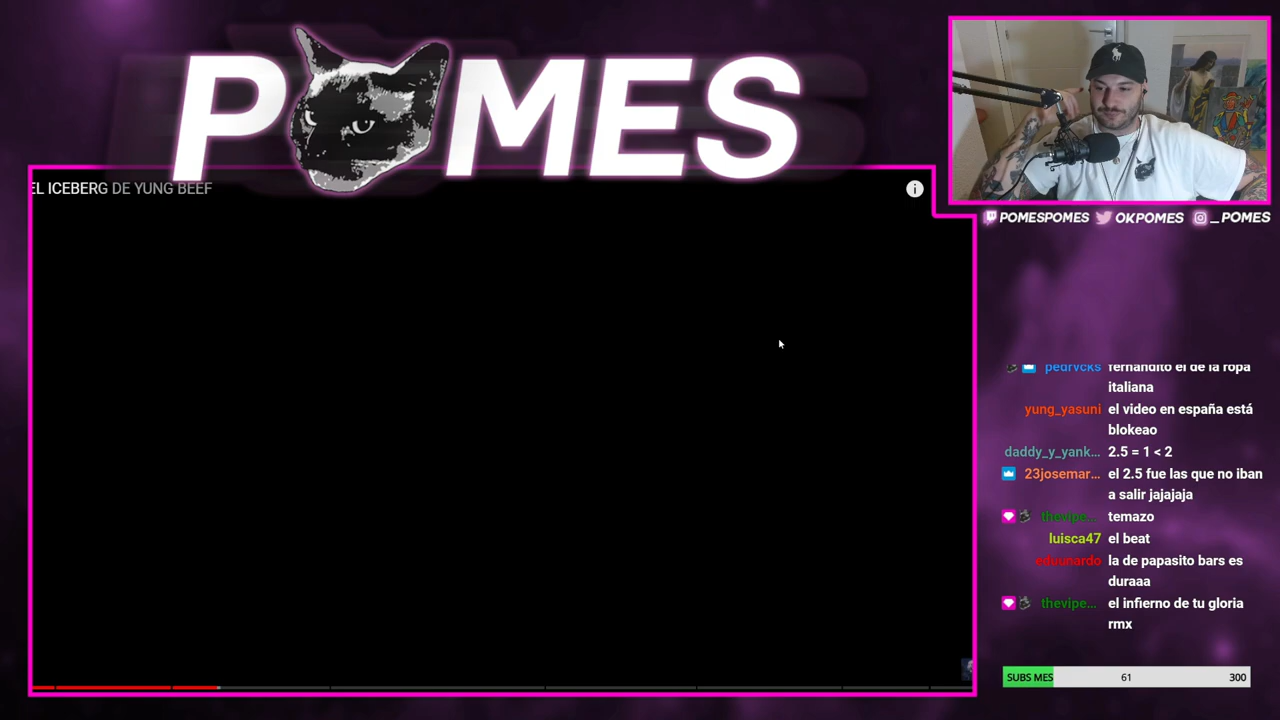 POMES
EL ICEBERG DE YUNG BEEF
POMESPOMES OKPOMES _POMES
pedrvcks fernandito el de la ropa
italiana
yung_yasuni el video en españa está
blokeao
daddy_y_yank... 2.5 = 1 < 2
23josemar... el 2.5 fue las que no iban
a salir jajajaja
thevipe... temazo
luisca47 el beat
eduunardo la de papasito bars es
duraaa
thevipe... el infierno de tu gloria
rmx
SUBS MES 61 300